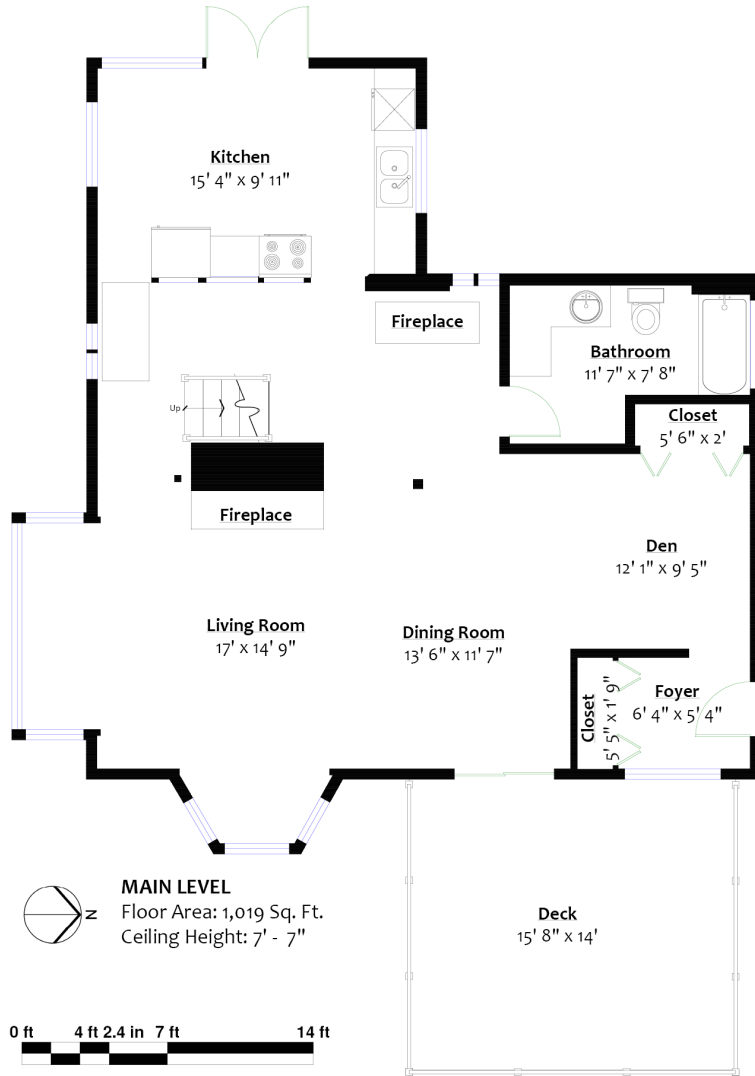 Kitchen
15' 4" x 9' 11"
Fireplace
Bathroom
11' 7" x 7' 8"
Up
Closet
5' 6" x 2'
Fireplace
Den
12' 1" x 9' 5"
Living Room
17' x 14' 9"
Dining Room
13' 6" x 11' 7"
Closet
5' 5" x 1' 9"
Foyer
6' 4" x 5' 4"
N
MAIN LEVEL
Floor Area: 1,019 Sq. Ft.
Ceiling Height: 7' - 7"
Deck
15' 8" x 14'
0 ft 4 ft 2.4 in 7 ft 14 ft